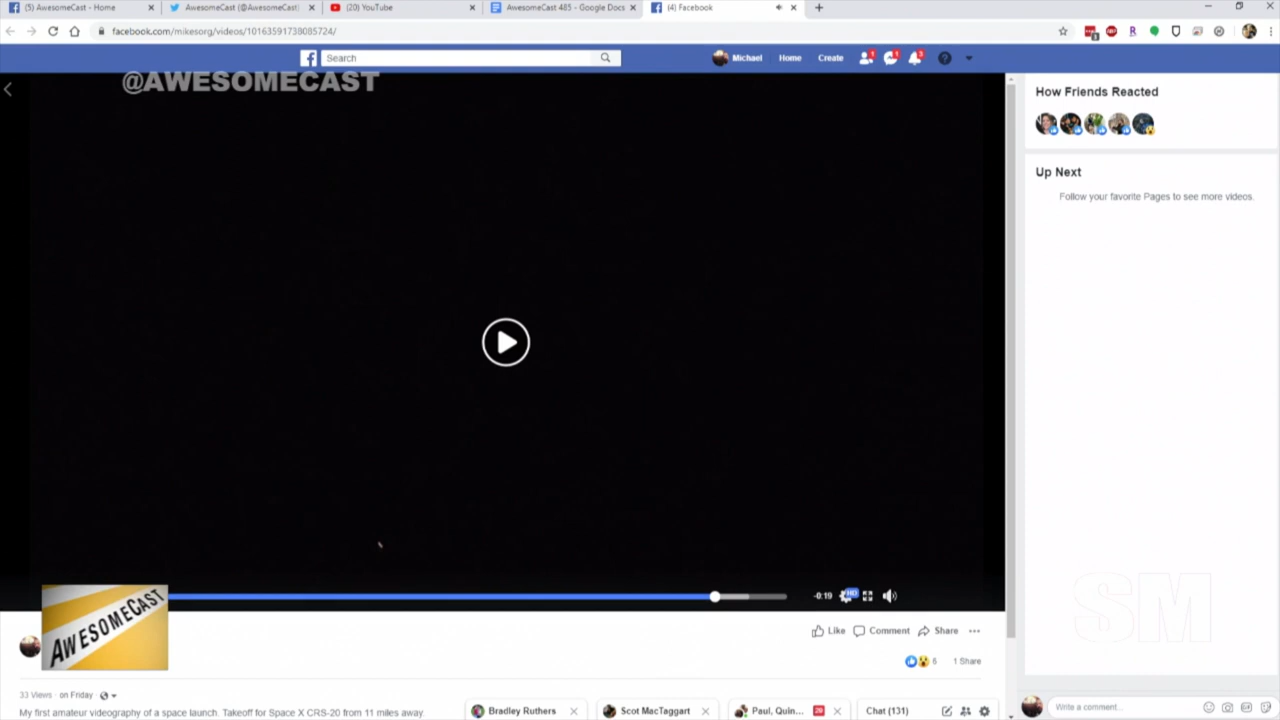 (5) AwesomeCast - Home
AwesomeCast (@AwesomeCast)
(20) YouTube
AwesomeCast 485 - Google Docs
(4) Facebook
facebook.com/mikesorg/videos/10163591738085724/
Search
Michael
Home
Create
@AWESOMECAST
How Friends Reacted
Up Next
Follow your favorite Pages to see more videos.
-0:19
HD
AWESOMECAST
Like
Comment
Share
6
1 Share
SM
33 Views · on Friday
My first amateur videography of a space launch. Takeoff for Space X CRS-20 from 11 miles away.
Bradley Ruthers
Scot MacTaggart
Paul, Quin...
Chat (131)
Write a comment...